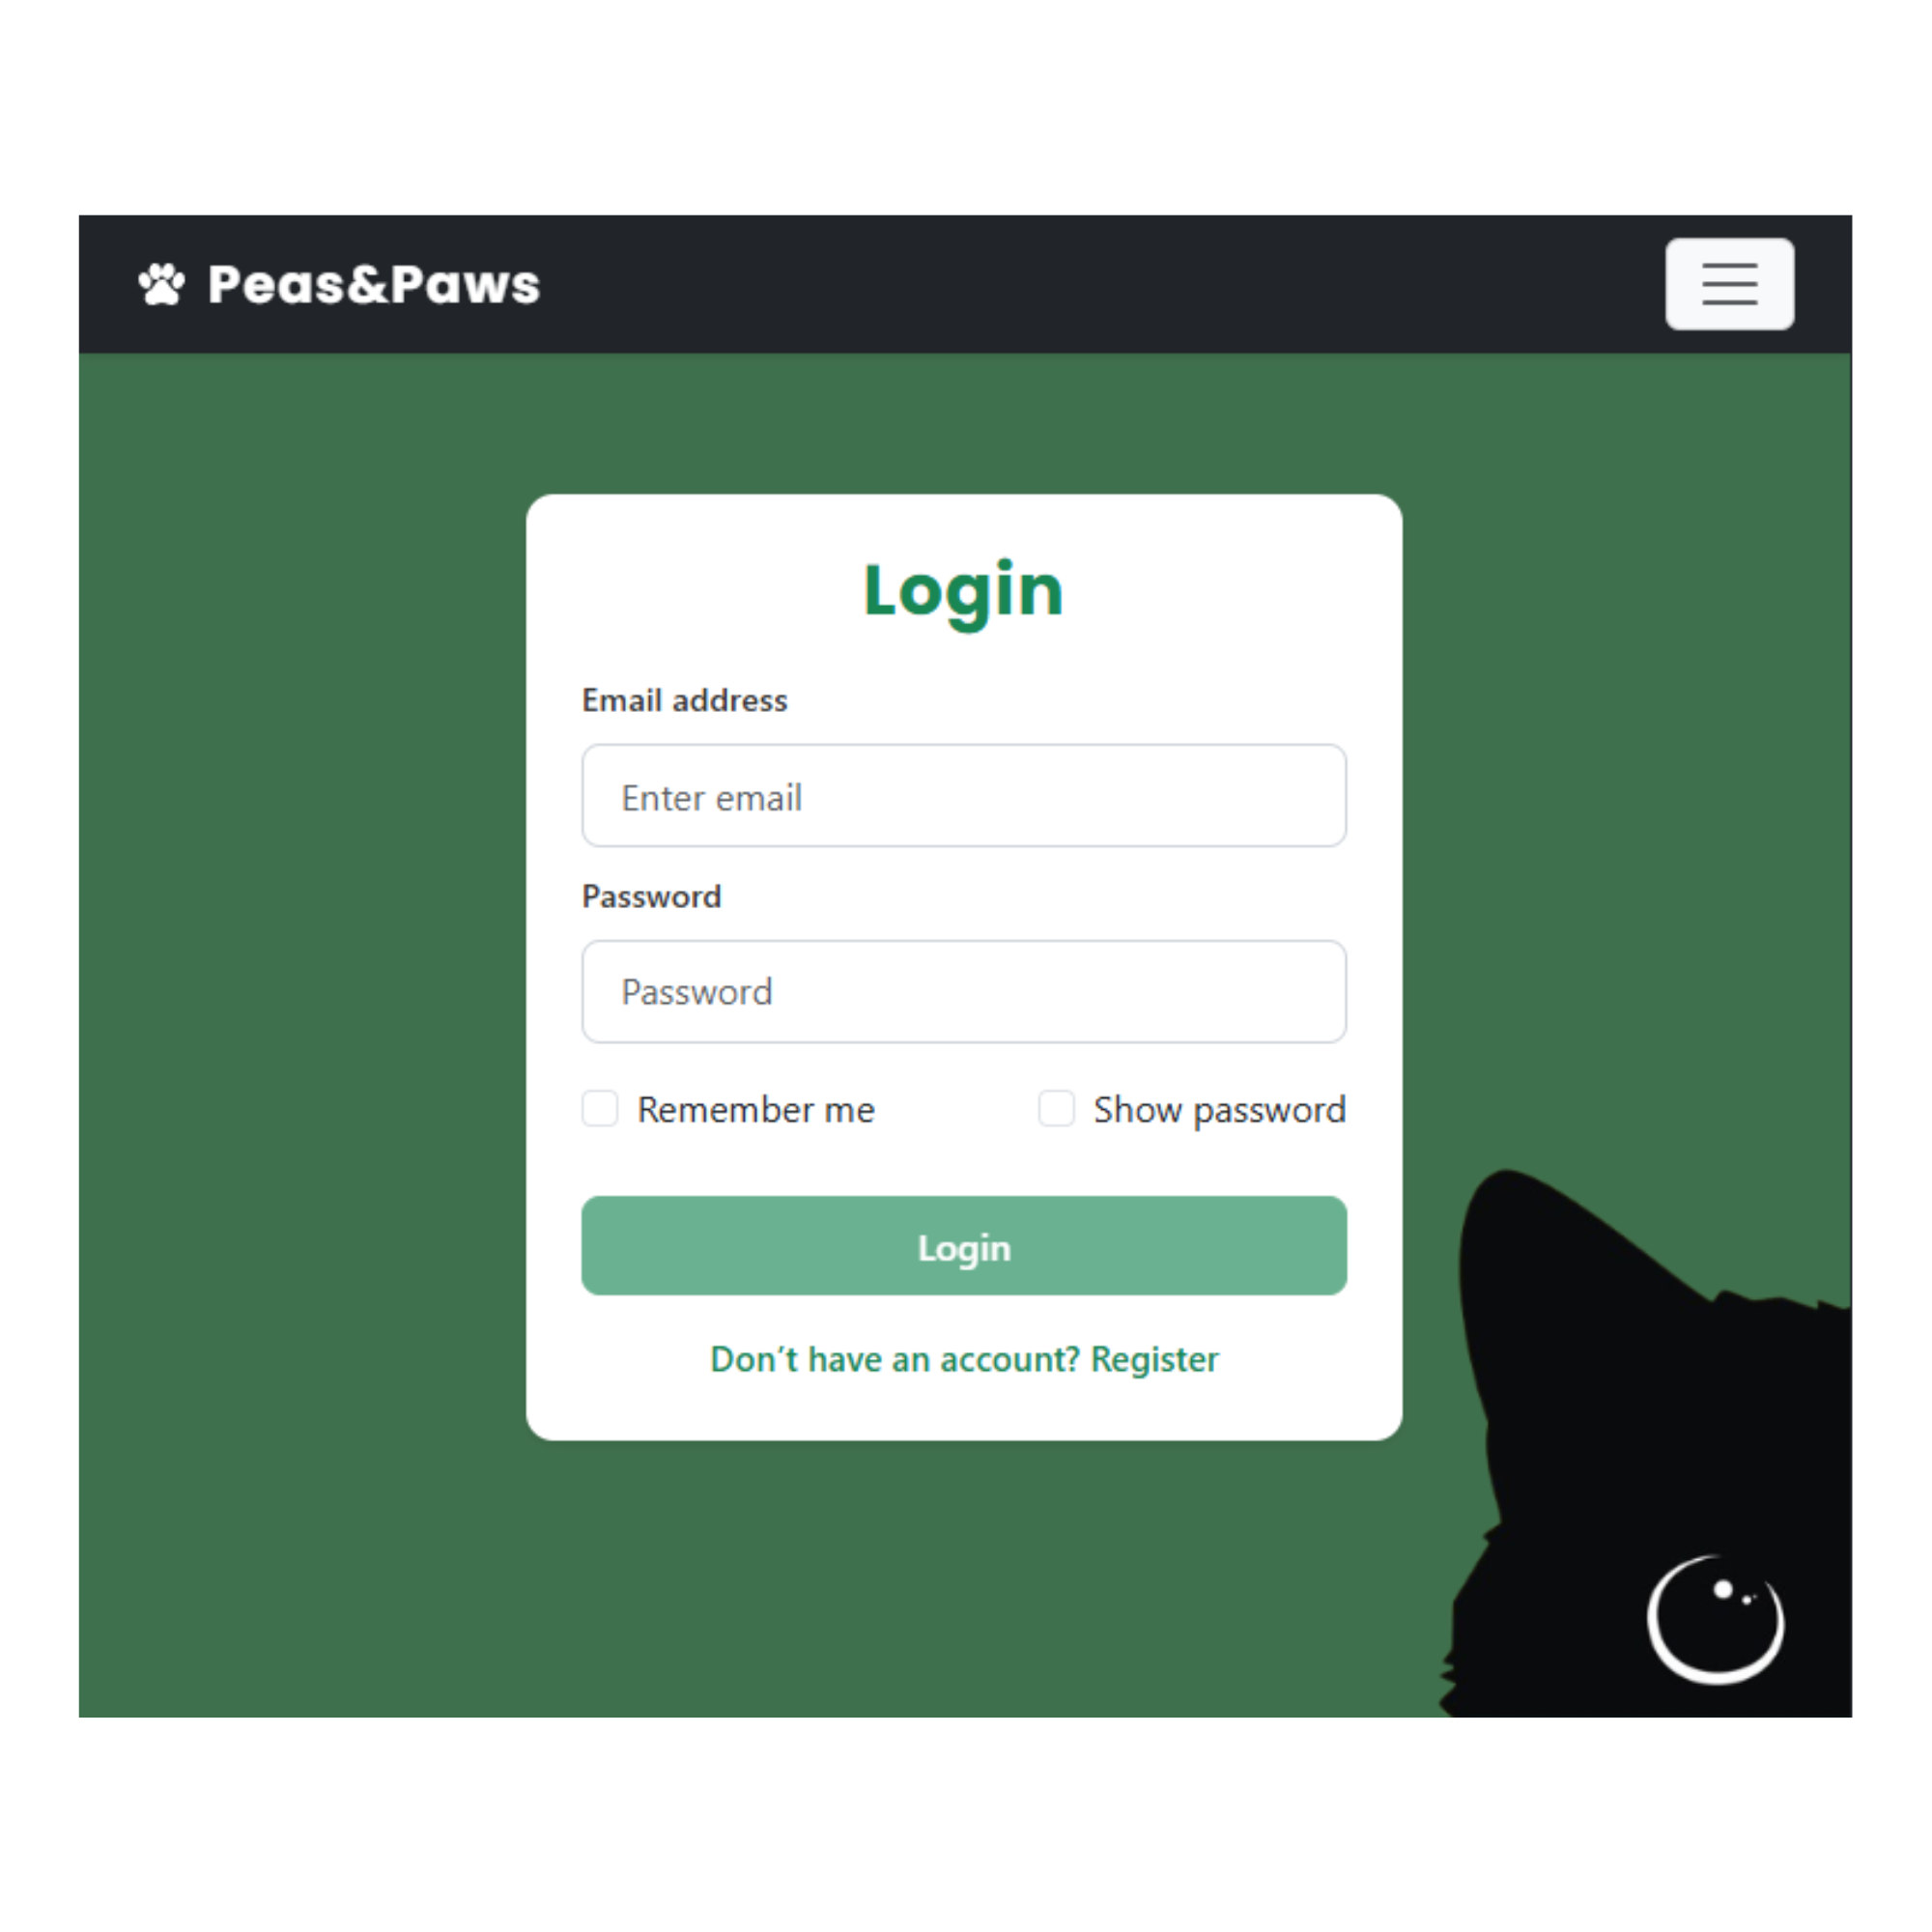 Peas&Paws
Login
Email address
Enter email
Password
Password
Remember me
Show password
Login
Don’t have an account? Register